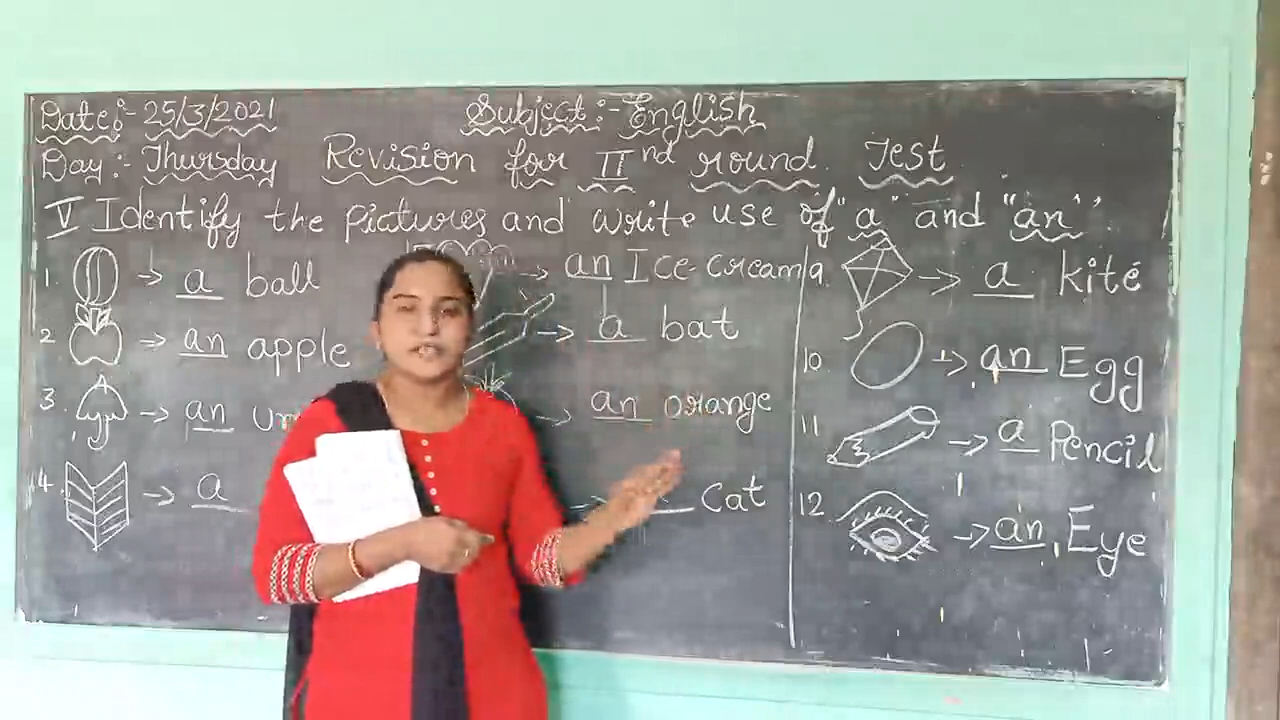 Date:- 25/3/2021
Subject:- English
Day:- Thursday
Revision for IInd round Test
V Identify the pictures and write use of "a" and "an"
1. → a ball
2 → an apple
3. → an um
4. → a
→ an Ice-cream
→ a bat
→ an orange
→ cat
9. → a kite
10. → an Egg
11 → a Pencil
12. → an Eye